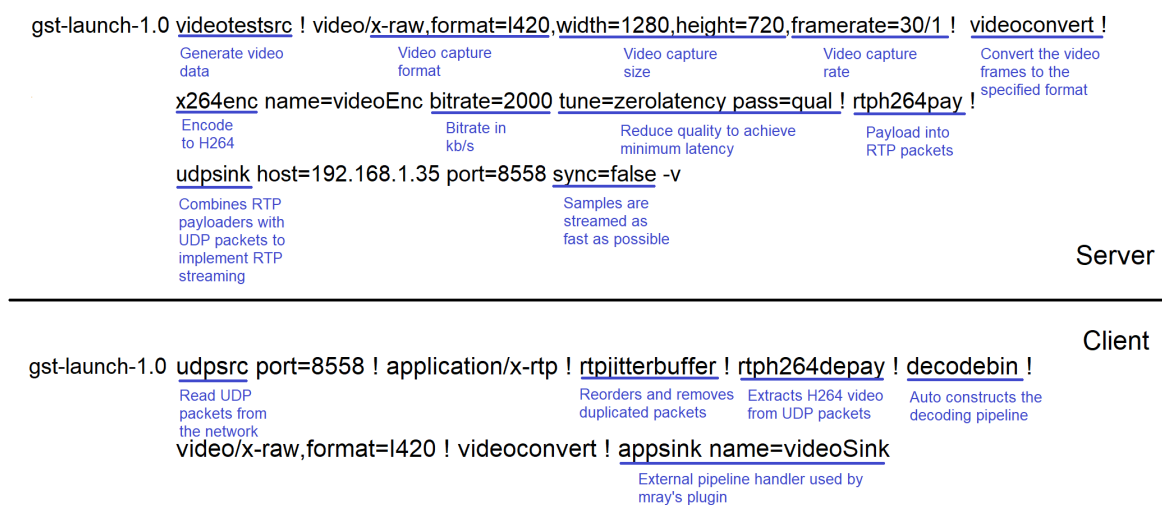 gst-launch-1.0 videotestsrc ! video/x-raw,format=I420,width=1280,height=720,framerate=30/1 ! videoconvert !
Generate video
data
Video capture
format
Video capture
size
Video capture
rate
Convert the video
frames to the
specified format
x264enc name=videoEnc bitrate=2000 tune=zerolatency pass=qual ! rtph264pay !
Encode
to H264
Bitrate in
kb/s
Reduce quality to achieve
minimum latency
Payload into
RTP packets
udpsink host=192.168.1.35 port=8558 sync=false -v
Combines RTP
payloaders with
UDP packets to
implement RTP
streaming
Samples are
streamed as
fast as possible
Server
Client
gst-launch-1.0 udpsrc port=8558 ! application/x-rtp ! rtpjitterbuffer ! rtph264depay ! decodebin !
Read UDP
packets from
the network
Reorders and removes
duplicated packets
Extracts H264 video
from UDP packets
Auto constructs the
decoding pipeline
video/x-raw,format=I420 ! videoconvert ! appsink name=videoSink
External pipeline handler used by
mray's plugin